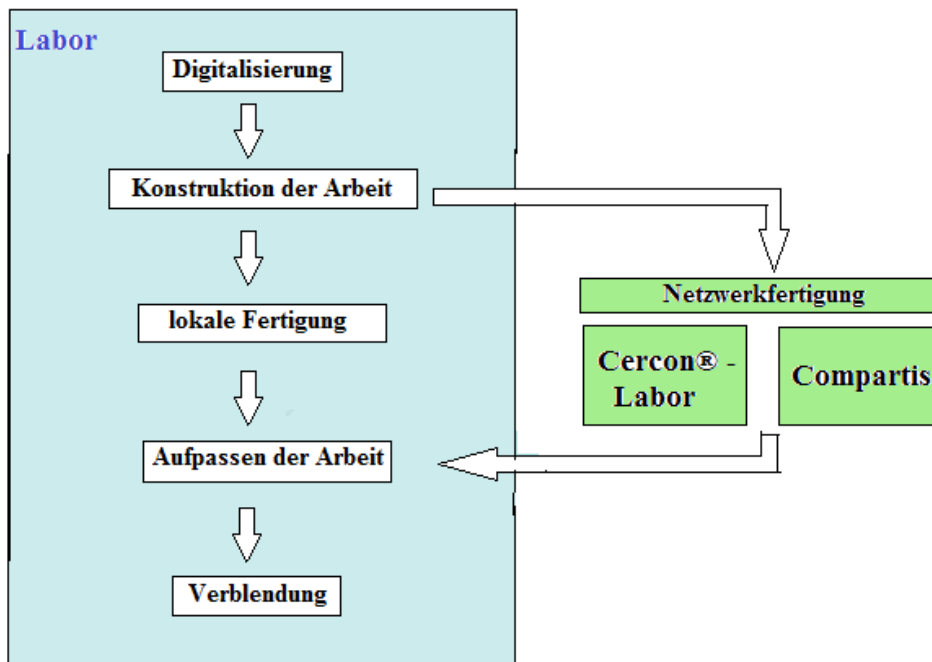 Labor
Digitalisierung
Konstruktion der Arbeit
lokale Fertigung
Aufpassen der Arbeit
Verblendung
Netzwerkfertigung
Cercon® -
Labor
Compartis